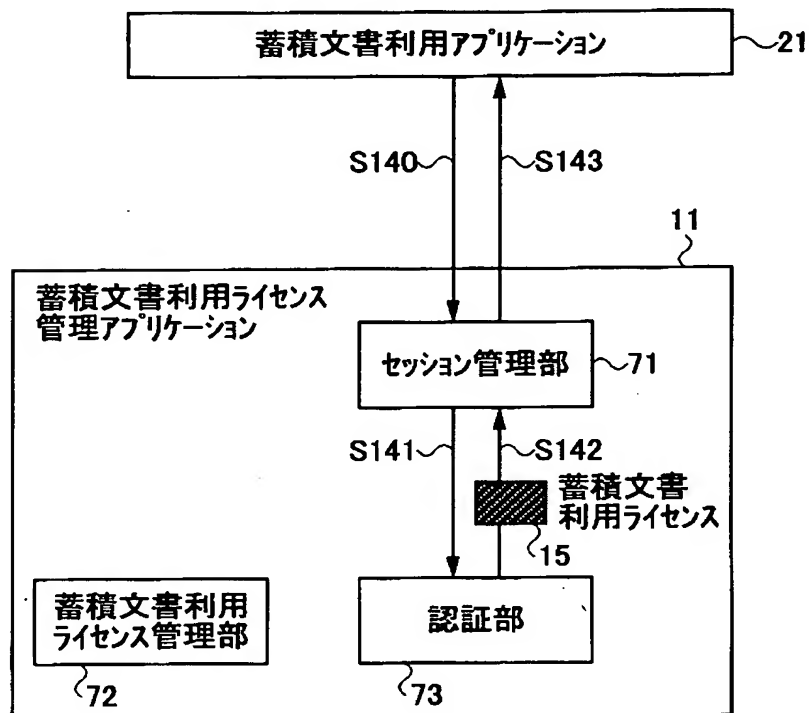 蓄積文書利用アプリケーション
21
S140
S143
11
蓄積文書利用ライセンス
管理アプリケーション
セッション管理部
71
S141
S142
蓄積文書
利用ライセンス
15
蓄積文書利用
ライセンス管理部
認証部
72
73